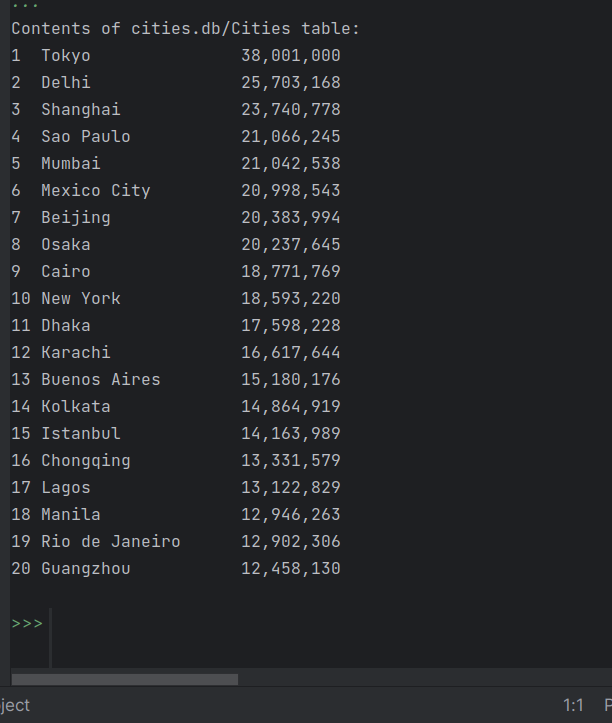 ...
Contents of cities.db/Cities table:
1  Tokyo               38,001,000
2  Delhi               25,703,168
3  Shanghai            23,740,778
4  Sao Paulo           21,066,245
5  Mumbai              21,042,538
6  Mexico City         20,998,543
7  Beijing             20,383,994
8  Osaka               20,237,645
9  Cairo               18,771,769
10 New York            18,593,220
11 Dhaka               17,598,228
12 Karachi             16,617,644
13 Buenos Aires        15,180,176
14 Kolkata             14,864,919
15 Istanbul            14,163,989
16 Chongqing           13,331,579
17 Lagos               13,122,829
18 Manila              12,946,263
19 Rio de Janeiro      12,902,306
20 Guangzhou           12,458,130
>>>
ject 1:1